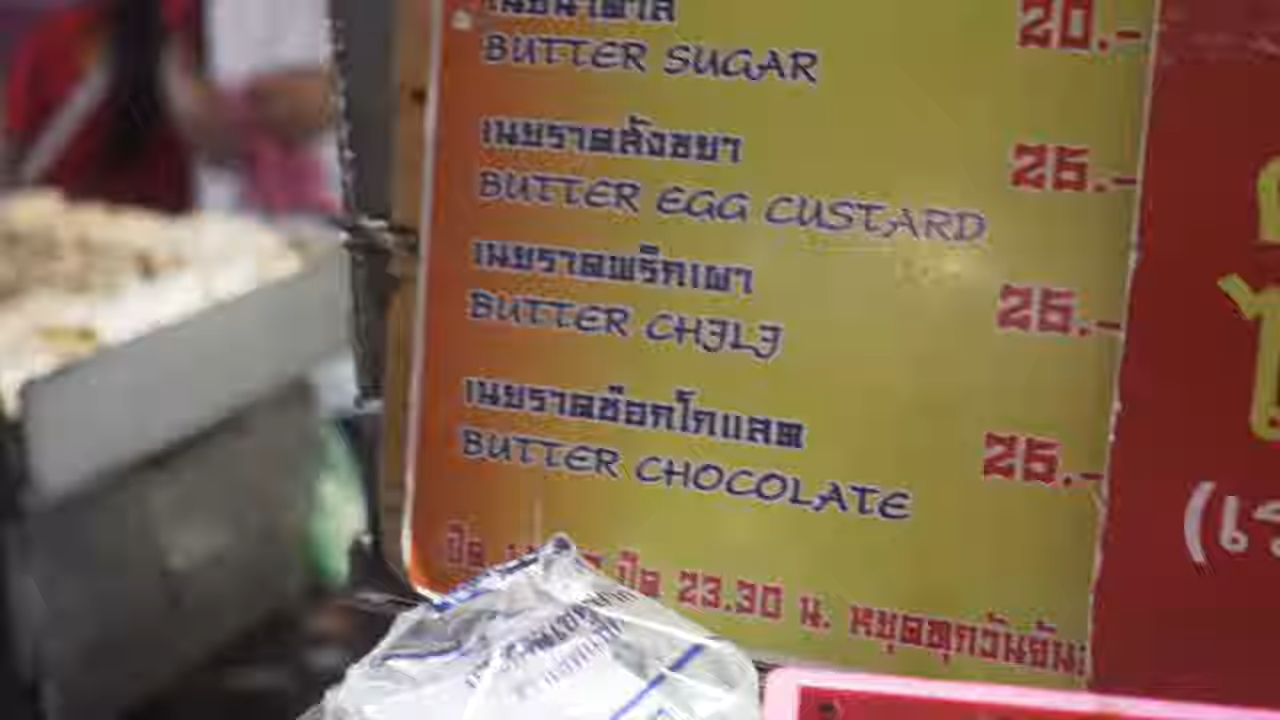 20.-
BUTTER SUGAR
เนยราดสังขยา
25.-
BUTTER EGG CUSTARD
เนยราดพริกเผา
25.-
BUTTER CHILI
เนยราดช๊อกโกแลต
25.-
BUTTER CHOCOLATE
ปิด 23.30 น. หยุดทุกวันจัน